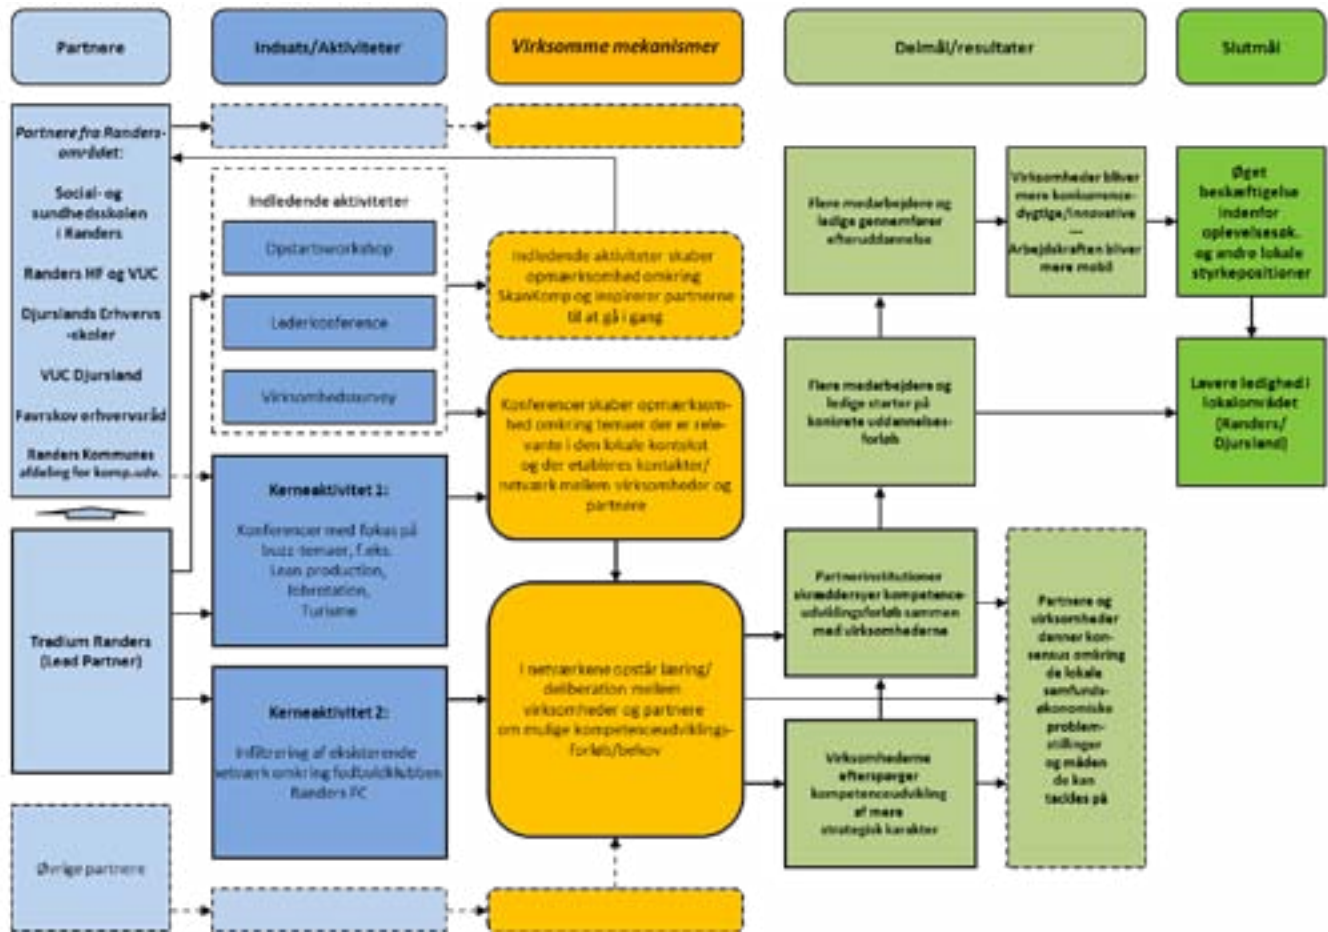 Partnere
Indsats/Aktiviteter
Virksomme mekanismer
Delmål/resultater
Slutmål
Partnere fra Randers-
området:
Social- og
sundhedsskolen
i Randers
Randers HF og VUC
Djurslands Erhvervs
-skoler
VUC Djursland
Favrskov erhvervsråd
Randers Kommunes
afdeling for komp.udv.
Tradium Randers
(Lead Partner)
Øvrige partnere
Indledende aktiviteter
Opstartsworkshop
Lederkonference
Virksomhedssurvey
Kerneaktivitet 1:
Konferencer med fokus på
buzz-temaer, f.eks.
Lean production,
Turisme
Kerneaktivitet 2:
Infiltrering af eksisterende
netværk omkring fodboldklubben
Randers FC
Indledende aktiviteter skaber
opmærksomhed omkring
SkanKomp og inspirerer partnerne
til at gå i gang
Konferencer skaber opmærksom-
hed omkring temaer der er rele-
vante i den lokale kontekst
og der etableres kontakter/
netværk mellem virksomheder og
partnere
I netværkene opstår læring/
deliberation mellem
virksomheder og partnere
om mulige kompetenceudviklings-
forløb/behov
Flere medarbejdere og
ledige gennemfører
efteruddannelse
Virksomheder bliver
mere konkurrence-
dygtige/innovative
---
Arbejdskraften bliver
mere mobil
Øget
beskæftigelse
indenfor
oplevelsesøk.
og andre lokale
styrkepositioner
Flere medarbejdere og
ledige starter på
konkrete uddannelses-
forløb
Lavere ledighed i
lokalområdet
(Randers/
Djursland)
Partnerinstitutioner
skræddersyer kompetence-
udviklingsforløb sammen
med virksomhederne
Virksomhederne
efterspørger
kompetenceudvikling
af mere
strategisk karakter
Partnere og
virksomheder
danner kon-
sensus omkring
de lokale
samfunds-
økonomiske
problem-
stillinger
og måden
de kan
tackles på